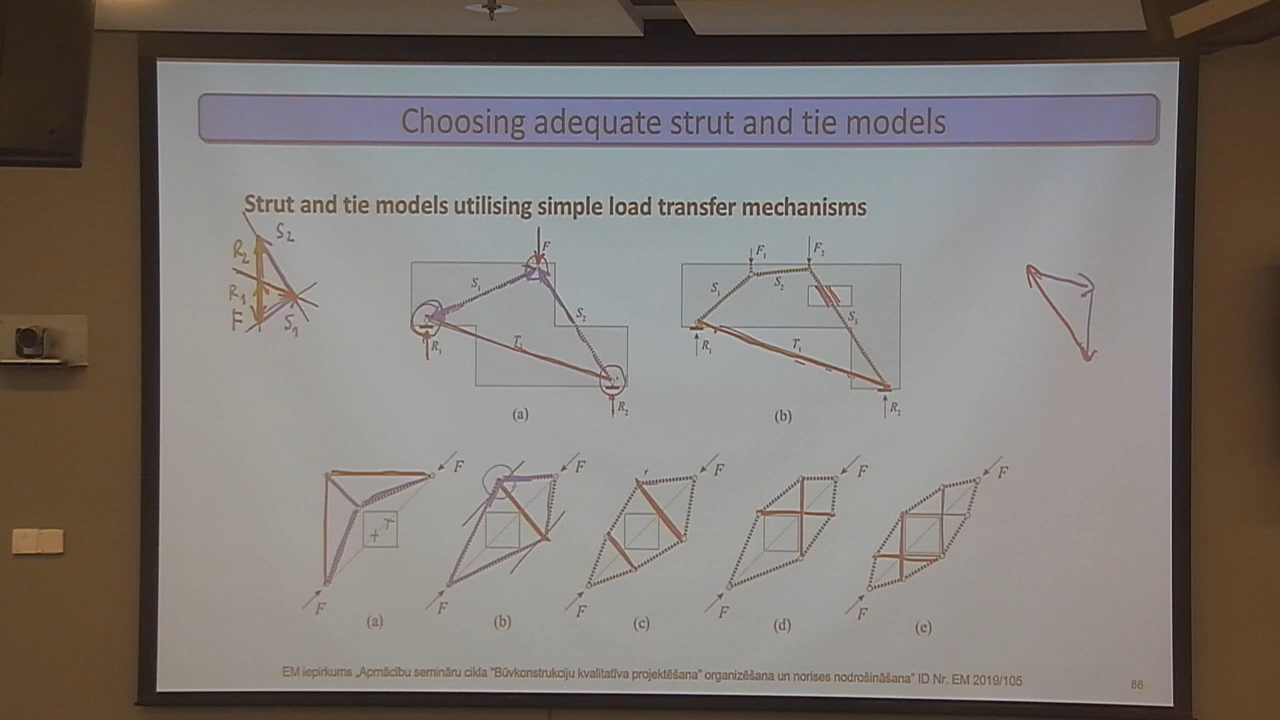 Choosing adequate strut and tie models
Strut and tie models utilising simple load transfer mechanisms
S2
R2
R1
F
S1
F
S1
S2
T1
R1
R2
(a)
F1
F2
S1
S2
S3
T1
R1
R2
(b)
F
F
F
F
F
F
F
F
F
F
(a)
(b)
(c)
(d)
(e)
EM iepirkums „Apmācību semināru cikla "Būvkonstrukciju kvalitatīva projektēšana" organizēšana un norises nodrošināšana" ID Nr. EM 2019/105
86